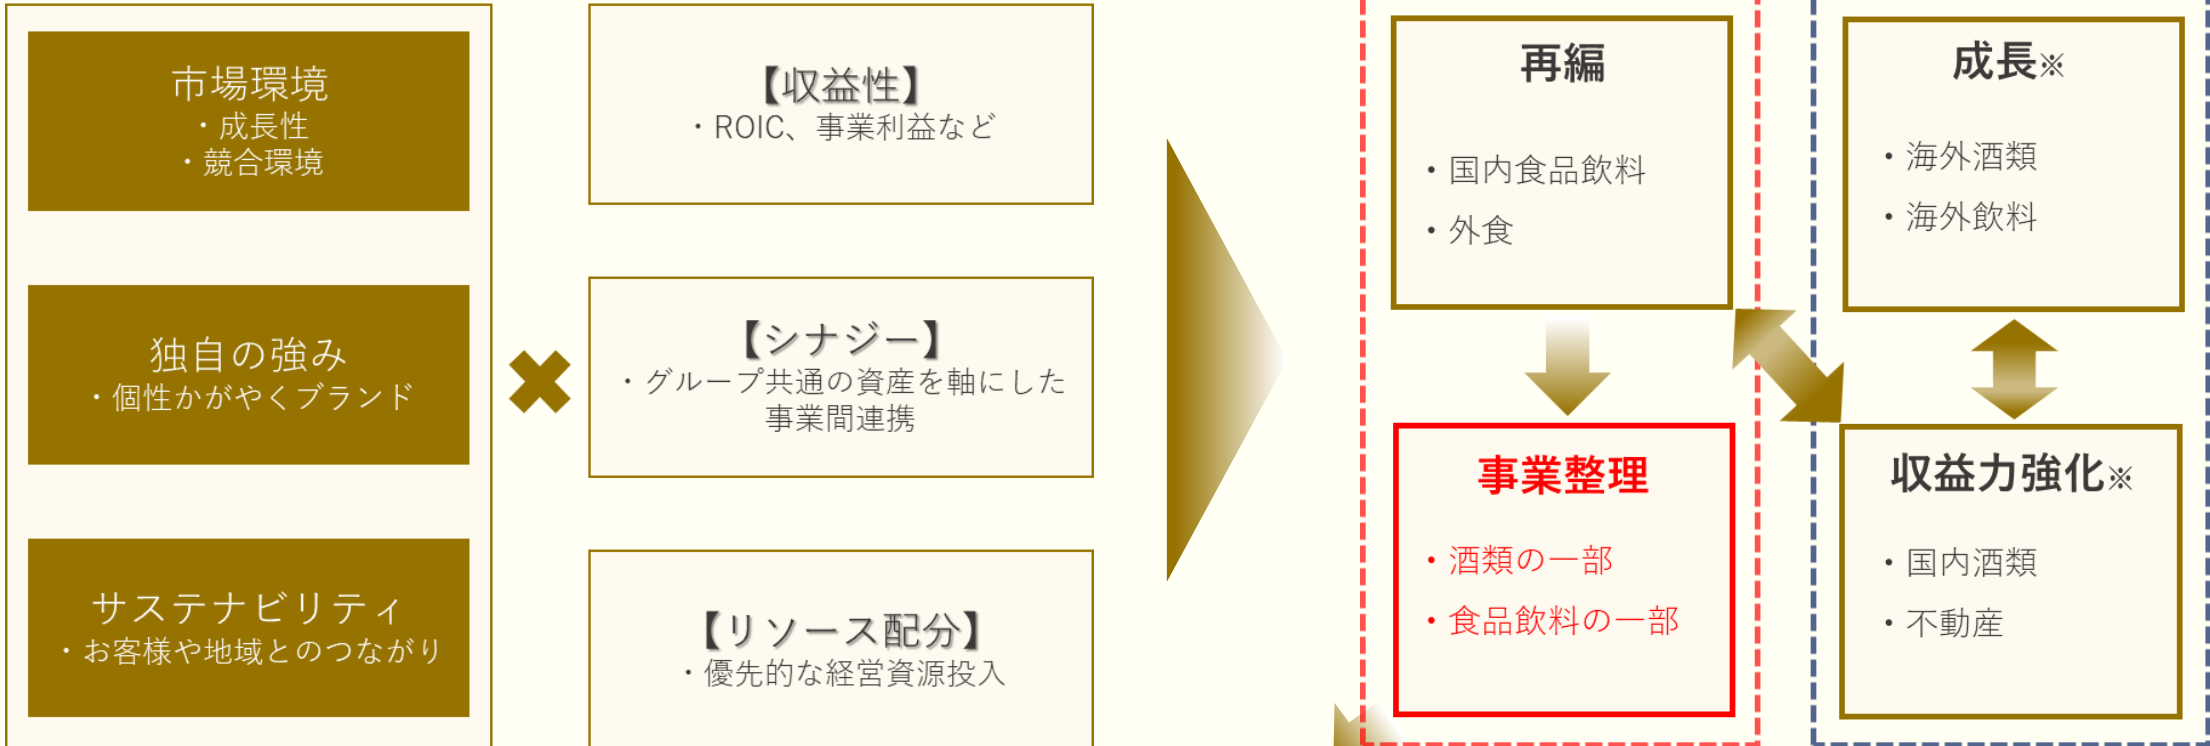 市場環境
・成長性
・競合環境
独自の強み
・個性かがやくブランド
サステナビリティ
・お客様や地域とのつながり
【収益性】
・ROIC、事業利益など
【シナジー】
・グループ共通の資産を軸にした
事業間連携
【リソース配分】
・優先的な経営資源投入
再編
・国内食品飲料
・外食
事業整理
・酒類の一部
・食品飲料の一部
成長※
・海外酒類
・海外飲料
収益力強化※
・国内酒類
・不動産